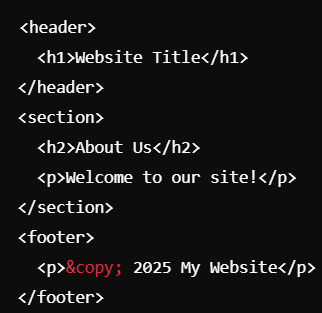 <header>
<h1>Website Title</h1>
</header>
<section>
<h2>About Us</h2>
<p>Welcome to our site!</p>
</section>
<footer>
<p>&copy; 2025 My Website</p>
</footer>